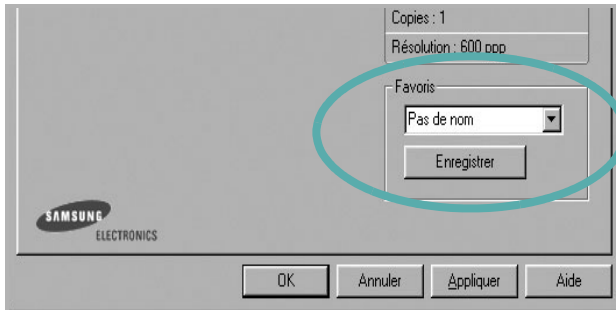 Copies : 1
Résolution : 600 ppp
Favoris
Pas de nom
Enregistrer
SAMSUNG
ELECTRONICS
OK Annuler Appliquer Aide